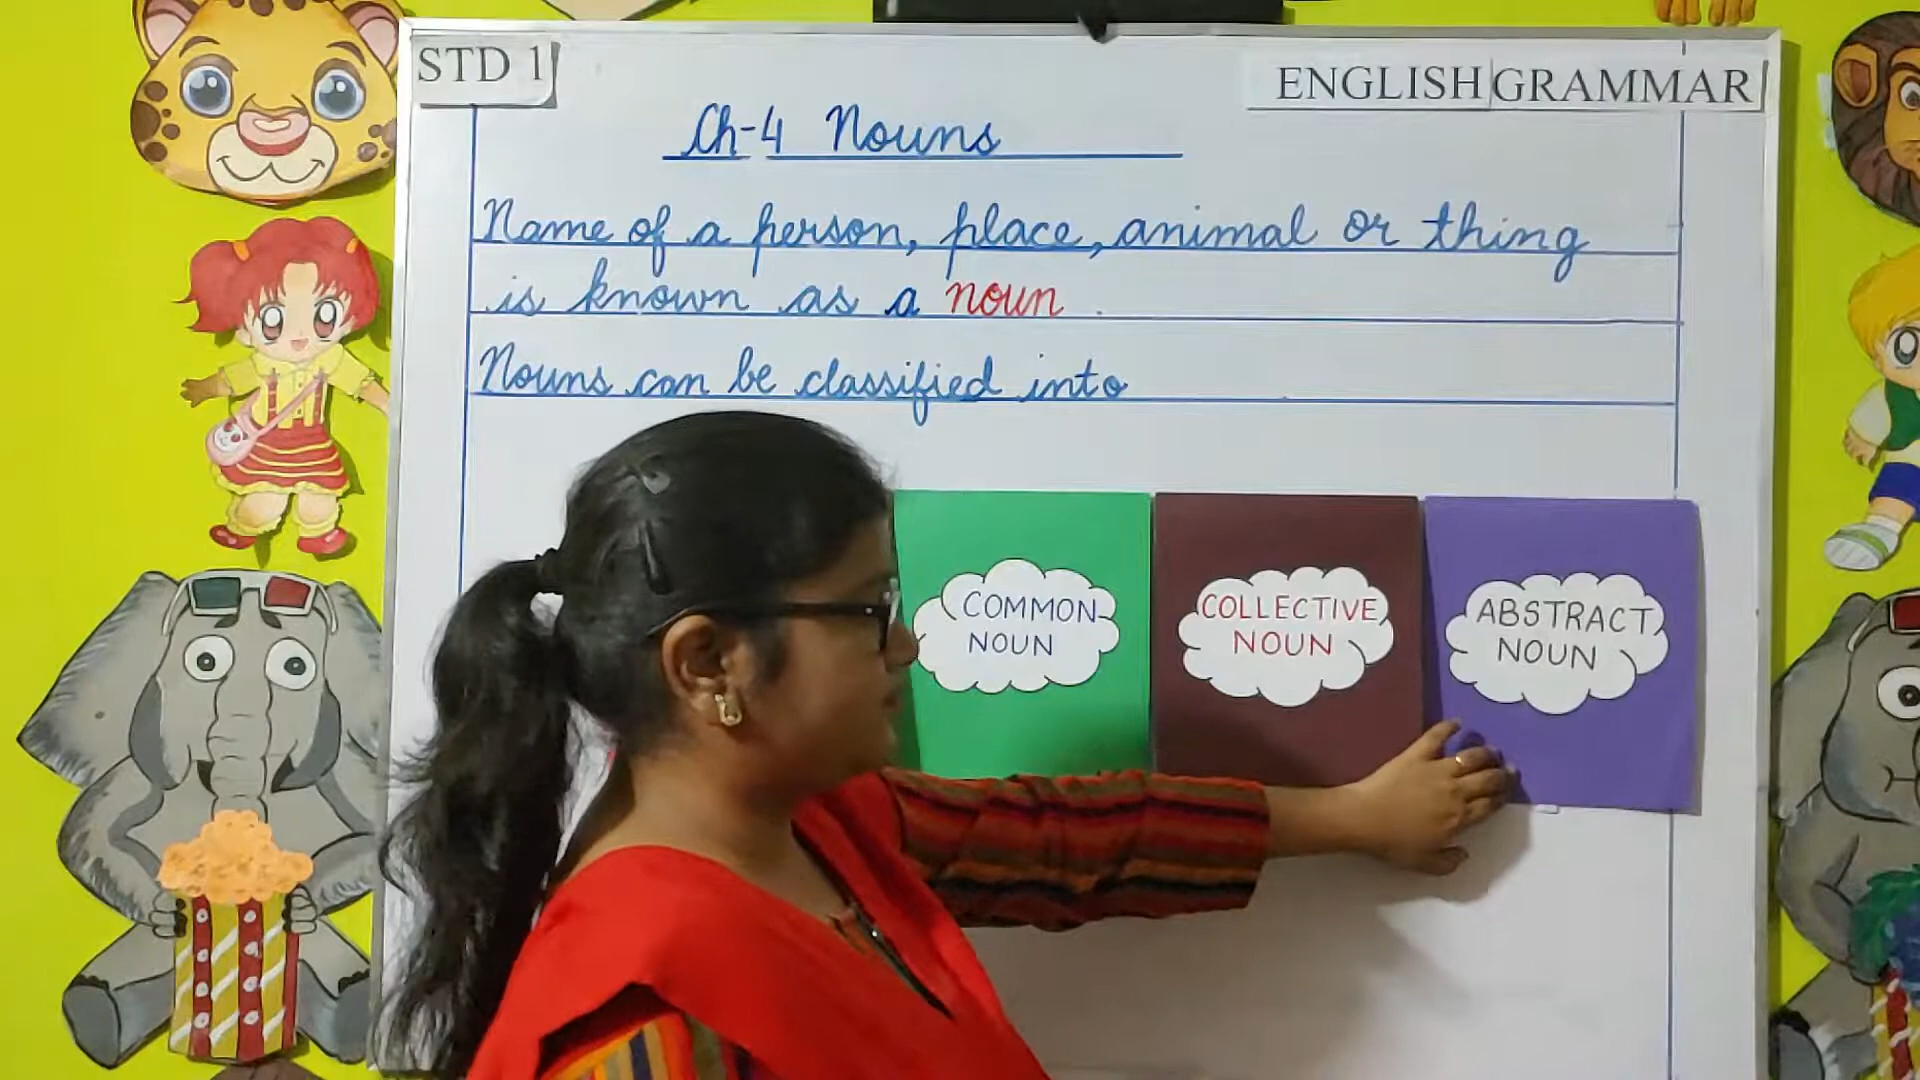 STD 1
ENGLISH GRAMMAR
Ch-4 Nouns
Name of a person, place, animal or thing
is known as a noun.
Nouns can be classified into
COMMON
NOUN
COLLECTIVE
NOUN
ABSTRACT
NOUN